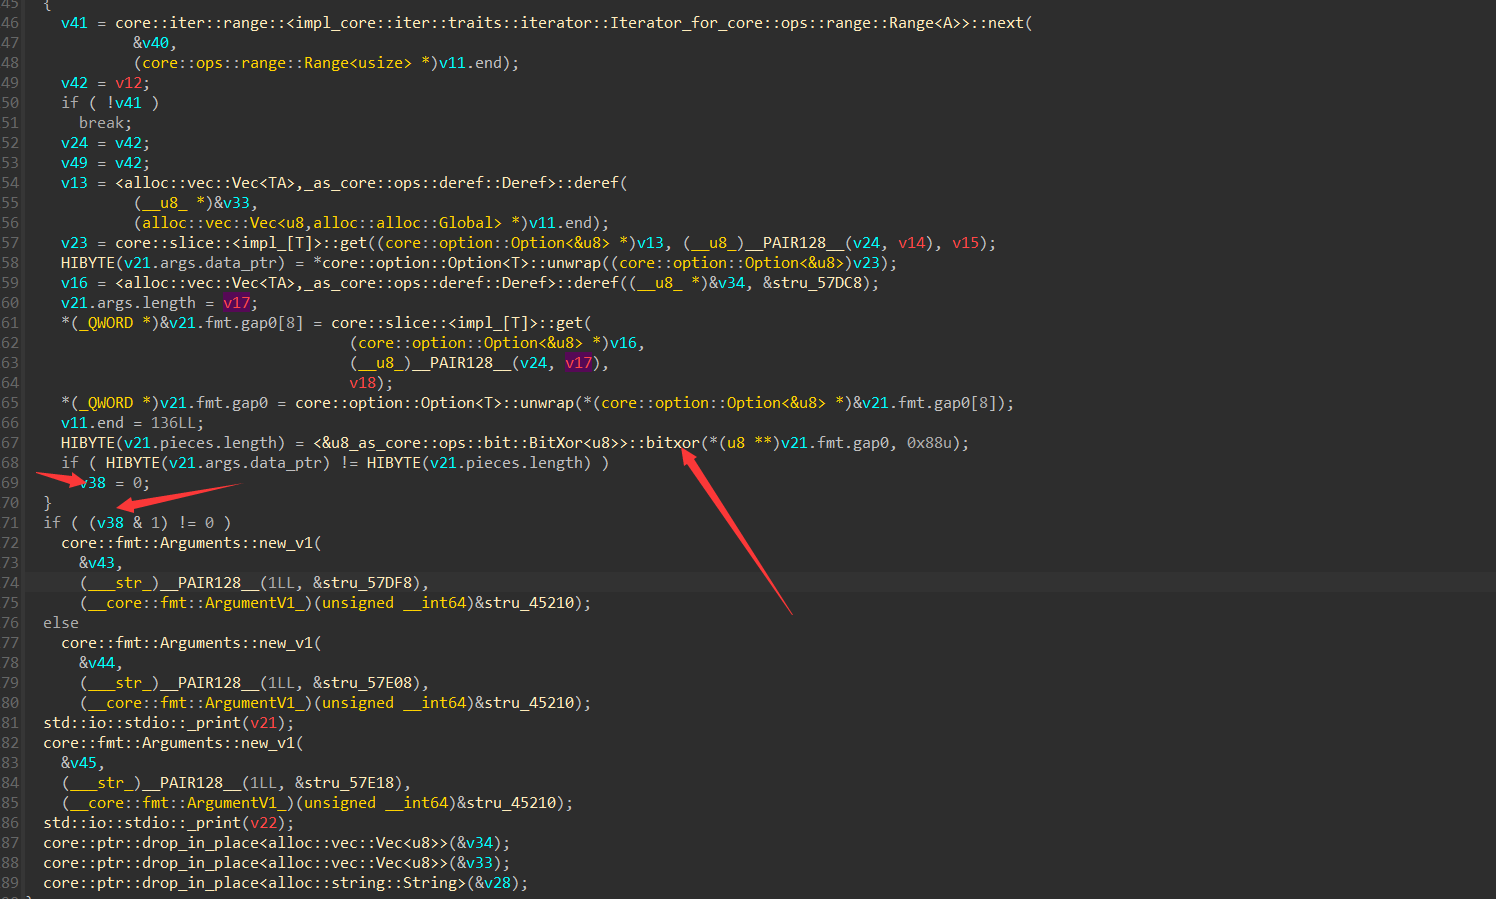 45 {
46 v41 = core::iter::range::<impl_core::iter::traits::iterator::Iterator_for_core::ops::range::Range<A>>::next(
47 &v40,
48 (core::ops::range::Range<usize> *)v11.end);
49 v42 = v12;
50 if ( !v41 )
51 break;
52 v24 = v42;
53 v49 = v42;
54 v13 = <alloc::vec::Vec<TA>,_as_core::ops::deref::Deref>::deref(
55 (__u8_ *)&v33,
56 (alloc::vec::Vec<u8,alloc::alloc::Global> *)v11.end);
57 v23 = core::slice::<impl_[T]>::get((core::option::Option<&u8> *)v13, (__u8_)__PAIR128__(v24, v14), v15);
58 HIBYTE(v21.args.data_ptr) = *core::option::Option<T>::unwrap((core::option::Option<&u8>)v23);
59 v16 = <alloc::vec::Vec<TA>,_as_core::ops::deref::Deref>::deref((__u8_ *)&v34, &stru_57DC8);
60 v21.args.length = v17;
61 *(_QWORD *)&v21.fmt.gap0[8] = core::slice::<impl_[T]>::get(
62 (core::option::Option<&u8> *)v16,
63 (__u8_)__PAIR128__(v24, v17),
64 v18);
65 *(_QWORD *)v21.fmt.gap0 = core::option::Option<T>::unwrap(*(core::option::Option<&u8> *)&v21.fmt.gap0[8]);
66 v11.end = 136LL;
67 HIBYTE(v21.pieces.length) = <&u8_as_core::ops::bit::BitXor<u8>>::bitxor(*(u8 **)v21.fmt.gap0, 0x88u);
68 if ( HIBYTE(v21.args.data_ptr) != HIBYTE(v21.pieces.length) )
69 v38 = 0;
70 }
71 if ( (v38 & 1) != 0 )
72 core::fmt::Arguments::new_v1(
73 &v43,
74 (___str_)__PAIR128__(1LL, &stru_57DF8),
75 (__core::fmt::ArgumentV1_)(unsigned __int64)&stru_45210);
76 else
77 core::fmt::Arguments::new_v1(
78 &v44,
79 (___str_)__PAIR128__(1LL, &stru_57E08),
80 (__core::fmt::ArgumentV1_)(unsigned __int64)&stru_45210);
81 std::io::stdio::_print(v21);
82 core::fmt::Arguments::new_v1(
83 &v45,
84 (___str_)__PAIR128__(1LL, &stru_57E18),
85 (__core::fmt::ArgumentV1_)(unsigned __int64)&stru_45210);
86 std::io::stdio::_print(v22);
87 core::ptr::drop_in_place<alloc::vec::Vec<u8>>(&v34);
88 core::ptr::drop_in_place<alloc::vec::Vec<u8>>(&v33);
89 core::ptr::drop_in_place<alloc::string::String>(&v28);